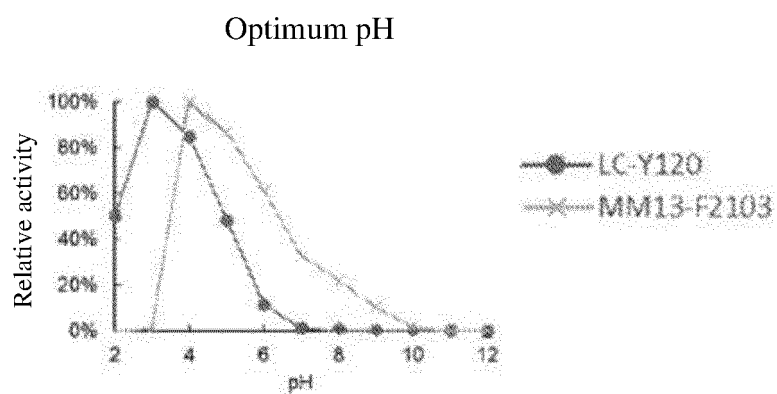 Optimum pH
Relative activity
100%
80%
60%
40%
20%
0%
2 4 6 8 10 12
pH
LC-Y120
MM13-F2103